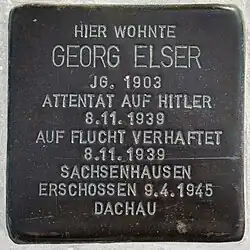 HIER WOHNTE
GEORG ELSER
JG. 1903
ATTENTAT AUF HITLER
8.11.1939
AUF FLUCHT VERHAFTET
8.11.1939
SACHSENHAUSEN
ERSCHOSSEN 9.4.1945
DACHAU